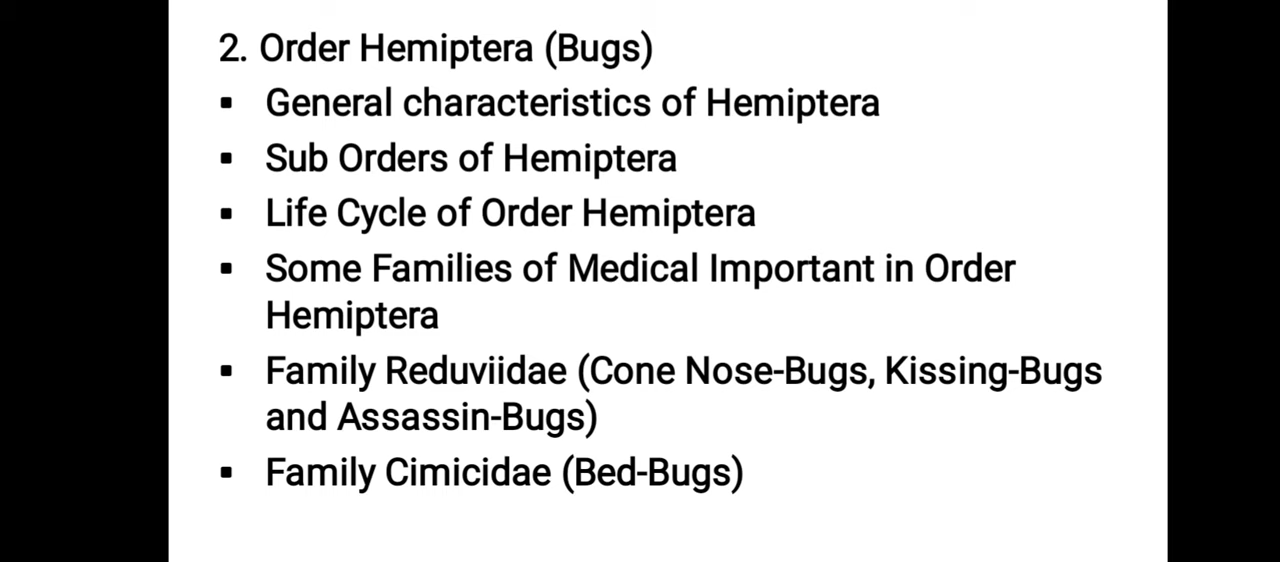 2. Order Hemiptera (Bugs)
▪ General characteristics of Hemiptera
▪ Sub Orders of Hemiptera
▪ Life Cycle of Order Hemiptera
▪ Some Families of Medical Important in Order
Hemiptera
▪ Family Reduviidae (Cone Nose-Bugs, Kissing-Bugs
and Assassin-Bugs)
▪ Family Cimicidae (Bed-Bugs)